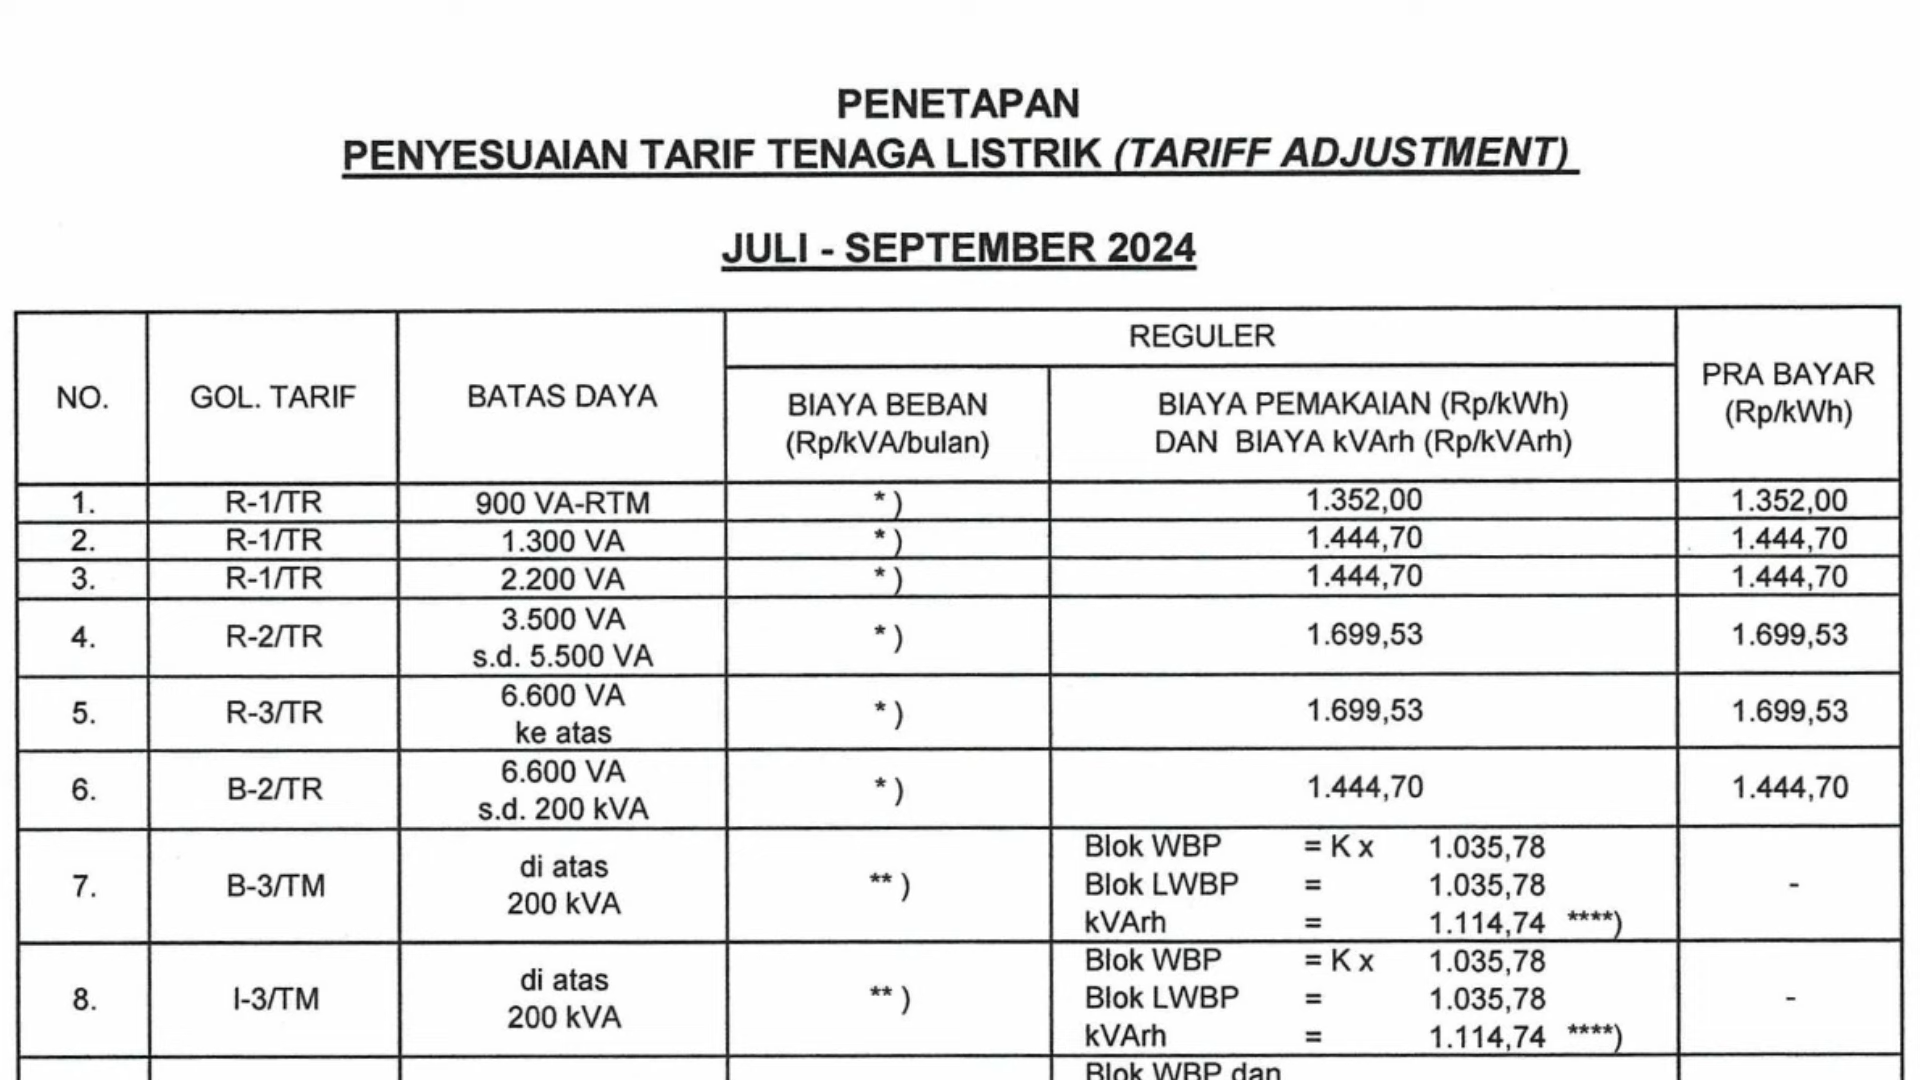 PENETAPAN
PENYESUAIAN TARIF TENAGA LISTRIK (TARIFF ADJUSTMENT)
JULI - SEPTEMBER 2024
NO. GOL. TARIF BATAS DAYA REGULER PRA BAYAR
(Rp/kWh)
BIAYA BEBAN
(Rp/kVA/bulan)
BIAYA PEMAKAIAN (Rp/kWh)
DAN BIAYA kVArh (Rp/kVArh)
1. R-1/TR 900 VA-RTM *) 1.352,00 1.352,00
2. R-1/TR 1.300 VA *) 1.444,70 1.444,70
3. R-1/TR 2.200 VA *) 1.444,70 1.444,70
4. R-2/TR 3.500 VA
s.d. 5.500 VA *) 1.699,53 1.699,53
5. R-3/TR 6.600 VA
ke atas *) 1.699,53 1.699,53
6. B-2/TR 6.600 VA
s.d. 200 kVA *) 1.444,70 1.444,70
7. B-3/TM di atas
200 kVA **)
Blok WBP = K x 1.035,78
Blok LWBP = 1.035,78
kVArh = 1.114,74 ****)
-
8. I-3/TM di atas
200 kVA **)
Blok WBP = K x 1.035,78
Blok LWBP = 1.035,78
kVArh = 1.114,74 ****)
-
Blok WBP dan